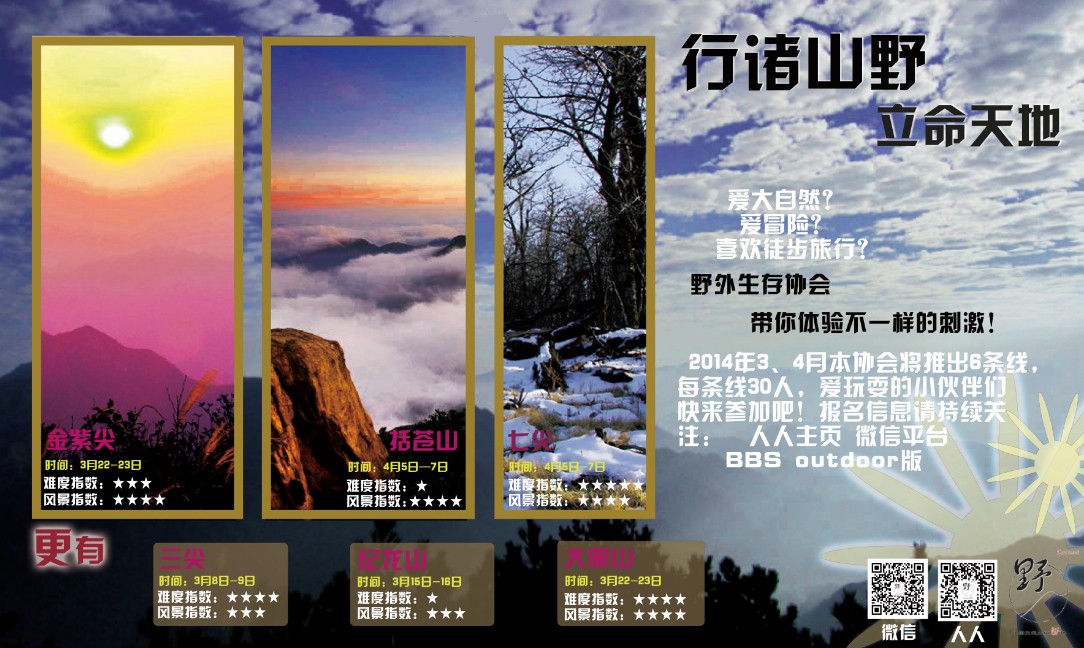 行诸山野
立命天地
爱大自然？
爱冒险？
喜欢徒步旅行？
野外生存协会
带你体验不一样的刺激！
2014年3、4月本协会将推出6条线，
每条线30人，爱玩耍的小伙伴们
快来参加吧！报名信息请持续关
注： 人人主页 微信平台
BBS outdoor版
金紫尖
时间：3月22-23日
难度指数：★★★
风景指数：★★★★
括苍山
时间：4月5日—7日
难度指数：★
风景指数：★★★★
七尖
时间：4月5日-7日
难度指数：★★★★★
风景指数：★★★★
更有
三尖
时间：3月8日-9日
难度指数：★★★★
风景指数：★★★
纪龙山
时间：3月15日-16日
难度指数：★
风景指数：★★★
大明山
时间：3月22-23日
难度指数：★★★★
风景指数：★★★★
微信
人人
野